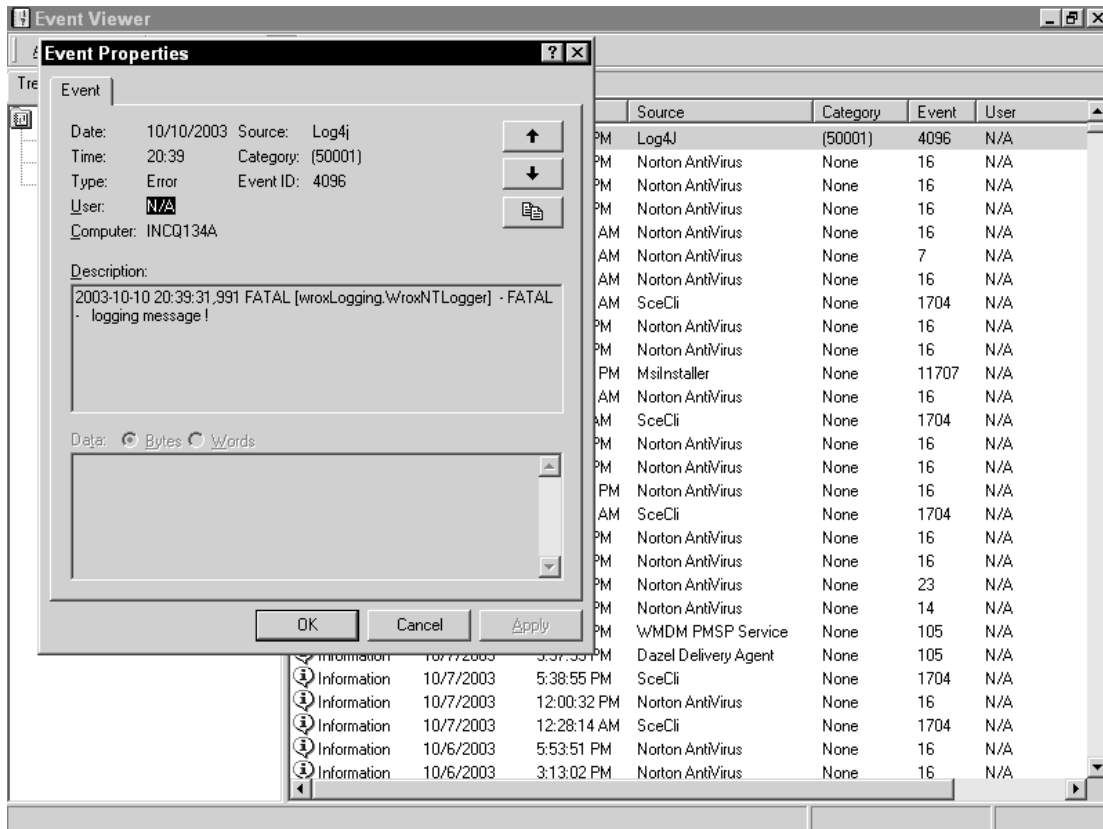 Event Viewer
Event Properties
Tre
Event
Date: 10/10/2003 Source: Log4j
Time: 20:39 Category: (50001)
Type: Error Event ID: 4096
User: N/A
Computer: INCQ134A
Description:
2003-10-10 20:39:31,991 FATAL [wroxLogging.WroxNTLogger] - FATAL
- logging message !
Data: Bytes Words
OK Cancel Apply
Source Category Event User
PM Log4J (50001) 4096 N/A
PM Norton AntiVirus None 16 N/A
PM Norton AntiVirus None 16 N/A
PM Norton AntiVirus None 16 N/A
AM Norton AntiVirus None 16 N/A
AM Norton AntiVirus None 7 N/A
AM Norton AntiVirus None 16 N/A
AM SceCli None 1704 N/A
PM Norton AntiVirus None 16 N/A
PM Norton AntiVirus None 16 N/A
PM MsiInstaller None 11707 N/A
AM Norton AntiVirus None 16 N/A
AM SceCli None 1704 N/A
PM Norton AntiVirus None 16 N/A
PM Norton AntiVirus None 16 N/A
PM Norton AntiVirus None 16 N/A
AM SceCli None 1704 N/A
PM Norton AntiVirus None 16 N/A
PM Norton AntiVirus None 16 N/A
PM Norton AntiVirus None 23 N/A
PM Norton AntiVirus None 14 N/A
PM WMDM PMSP Service None 105 N/A
Information 10/7/2003 PM Dazel Delivery Agent None 105 N/A
Information 10/7/2003 5:38:55 PM SceCli None 1704 N/A
Information 10/7/2003 12:00:32 PM Norton AntiVirus None 16 N/A
Information 10/7/2003 12:28:14 AM SceCli None 1704 N/A
Information 10/6/2003 5:53:51 PM Norton AntiVirus None 16 N/A
Information 10/6/2003 3:13:02 PM Norton AntiVirus None 16 N/A